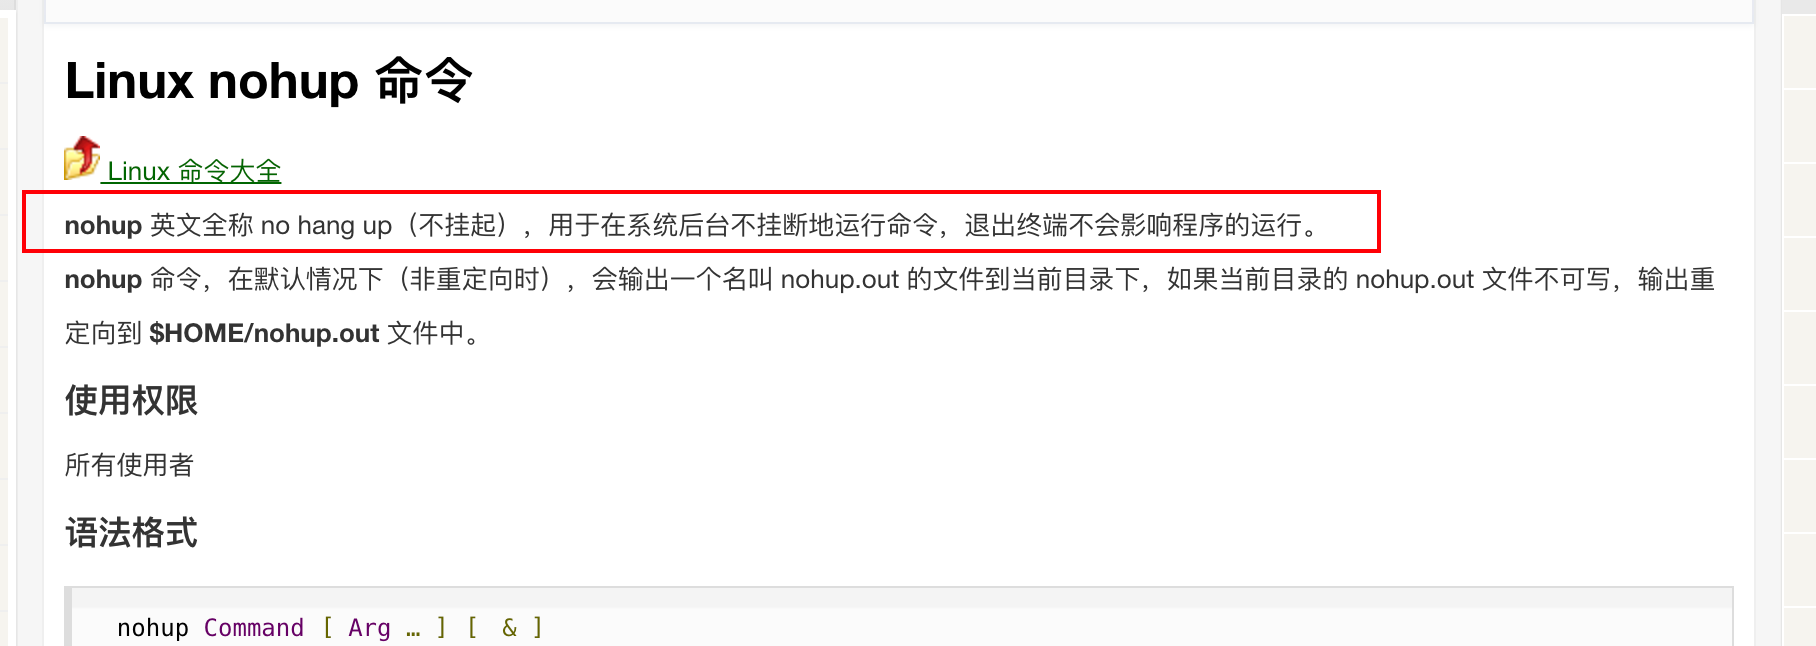 Linux nohup 命令
Linux 命令大全
nohup 英文全称 no hang up（不挂起），用于在系统后台不挂断地运行命令，退出终端不会影响程序的运行。
nohup 命令，在默认情况下（非重定向时），会输出一个名叫 nohup.out 的文件到当前目录下，如果当前目录的 nohup.out 文件不可写，输出重
定向到 $HOME/nohup.out 文件中。
使用权限
所有使用者
语法格式
nohup Command [ Arg … ] [ & ]